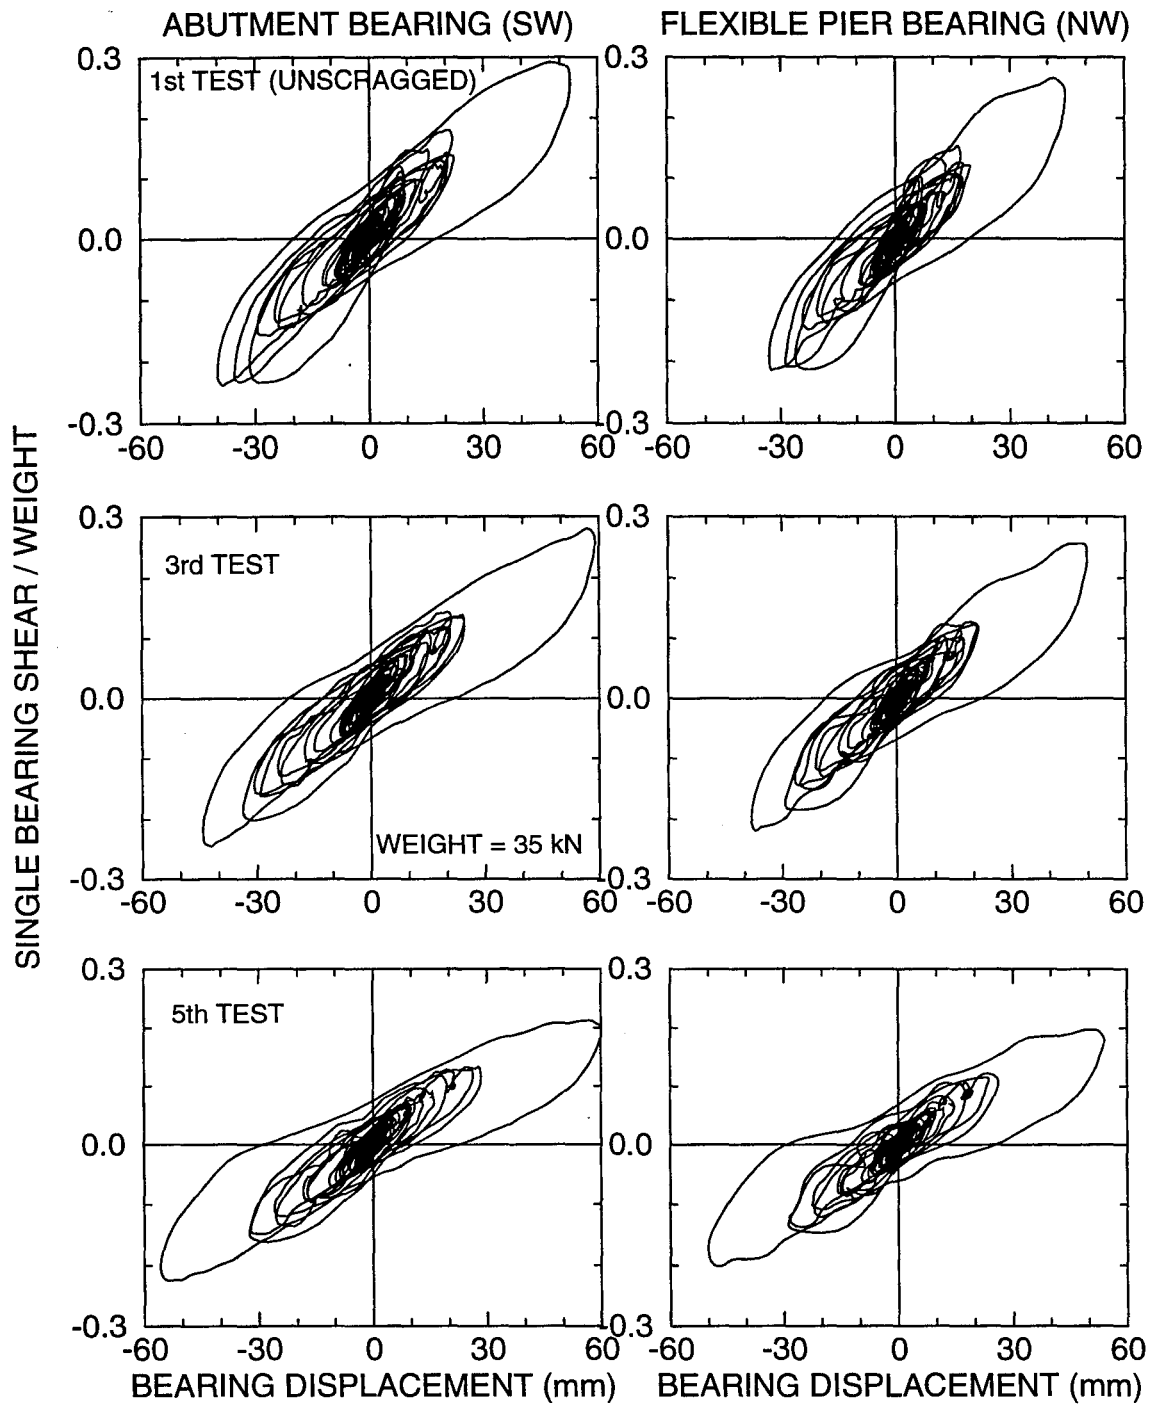 ABUTMENT BEARING (SW) FLEXIBLE PIER BEARING (NW)
0.3 0.3
1st TEST (UNSCRAGGED)
0.0 0.0
-0.3 -0.3
-60 -30 0 30 60 -60 -30 0 30 60
SINGLE BEARING SHEAR / WEIGHT
0.3 0.3
3rd TEST
0.0 0.0
WEIGHT = 35 kN
-0.3 -0.3
-60 -30 0 30 60 -60 -30 0 30 60
0.3 0.3
5th TEST
0.0 0.0
-0.3 -0.3
-60 -30 0 30 60 -60 -30 0 30 60
BEARING DISPLACEMENT (mm) BEARING DISPLACEMENT (mm)